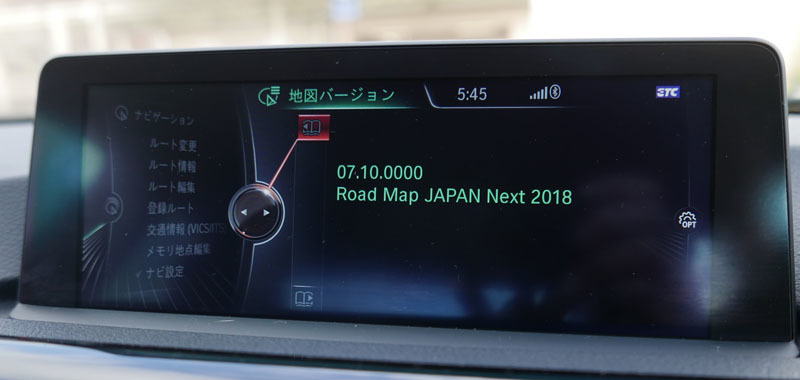 地図バージョン 5:45 ETC
ナビゲーション
ルート変更
ルート情報
ルート編集
登録ルート
交通情報 (VICS/ITS)
メモリ地点編集
✓ ナビ設定
07.10.0000
Road Map JAPAN Next 2018
OPT